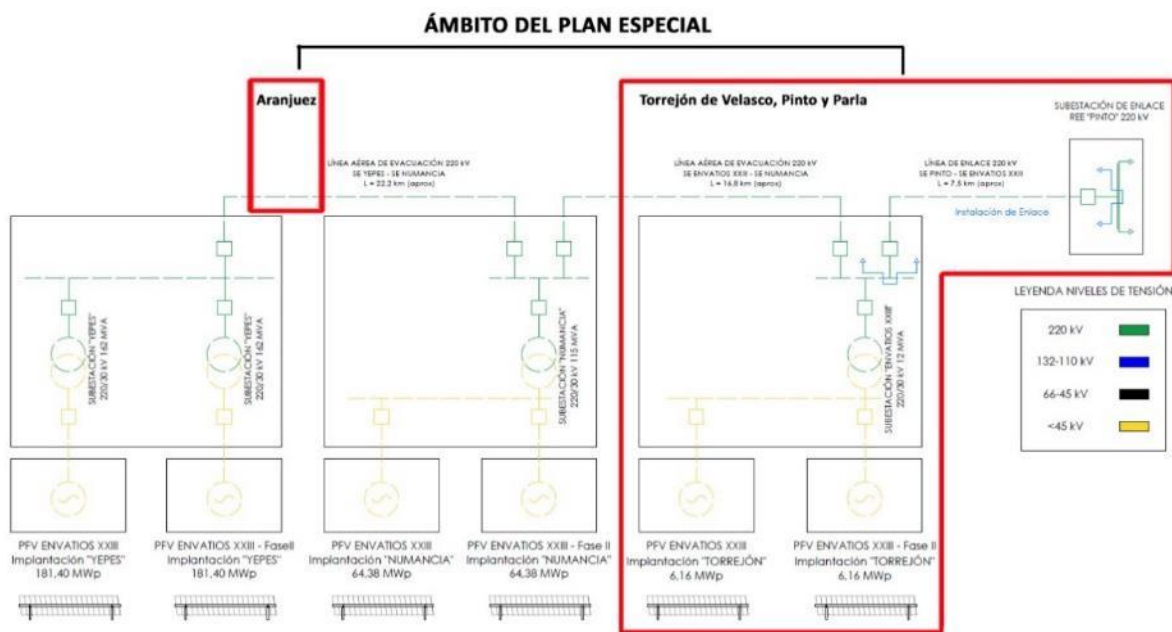 ÁMBITO DEL PLAN ESPECIAL
Aranjuez
Torrejón de Velasco, Pinto y Parla
SUBESTACIÓN DE ENLACE
REE "PINTO" 220 kV
LÍNEA AÉREA DE EVACUACIÓN 220 kV
SE YEPES - SE NUMANCIA
L = 22,2 km (aprox)
LÍNEA AÉREA DE EVACUACIÓN 220 kV
SE ENVATIOS XXIII - SE NUMANCIA
L = 16,8 km (aprox)
LÍNEA DE ENLACE 220 kV
SE PINTO - SE ENVATIOS XXIII
L = 7,5 km (aprox)
Instalación de Enlace
SUBESTACIÓN "YEPES"
220/30 kV 162 MVA
SUBESTACIÓN "YEPES"
220/30 kV 162 MVA
SUBESTACIÓN "NUMANCIA"
220/30 kV 115 MVA
SUBESTACIÓN "ENVATIOS XXIII"
220/30 kV 12 MVA
LEYENDA NIVELES DE TENSIÓN
220 kV
132-110 kV
66-45 kV
<45 kV
PFV ENVATIOS XXIII
Implantación "YEPES"
181,40 MWp
PFV ENVATIOS XXIII - FaseII
Implantación "YEPES"
181,40 MWp
PFV ENVATIOS XXIII
Implantación "NUMANCIA"
64,38 MWp
PFV ENVATIOS XXIII - Fase II
Implantación "NUMANCIA"
64,38 MWp
PFV ENVATIOS XXIII
Implantación "TORREJÓN"
6,16 MWp
PFV ENVATIOS XXIII - Fase II
Implantación "TORREJÓN"
6,16 MWp